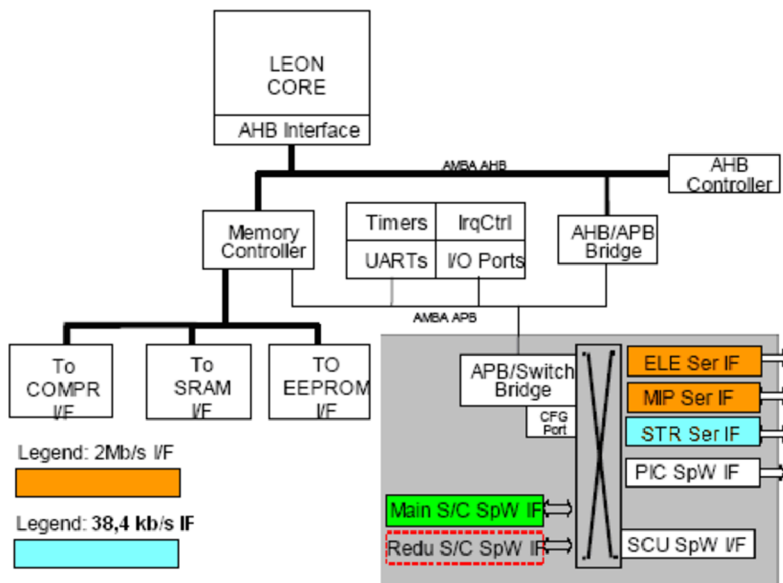 LEON
CORE
AHB Interface
AMBA AHB
AHB
Controller
Memory
Controller
Timers
IrqCtrl
UARTs
I/O Ports
AHB/APB
Bridge
AMBA APB
To
COMPR
I/F
To
SRAM
I/F
TO
EEPROM
I/F
APB/Switch
Bridge
CFG
Port
ELE Ser IF
MIP Ser IF
STR Ser IF
PIC SpW IF
Legend: 2Mb/s I/F
Main S/C SpW IF
Legend: 38,4 kb/s IF
Redu S/C SpW IF
SCU SpW I/F